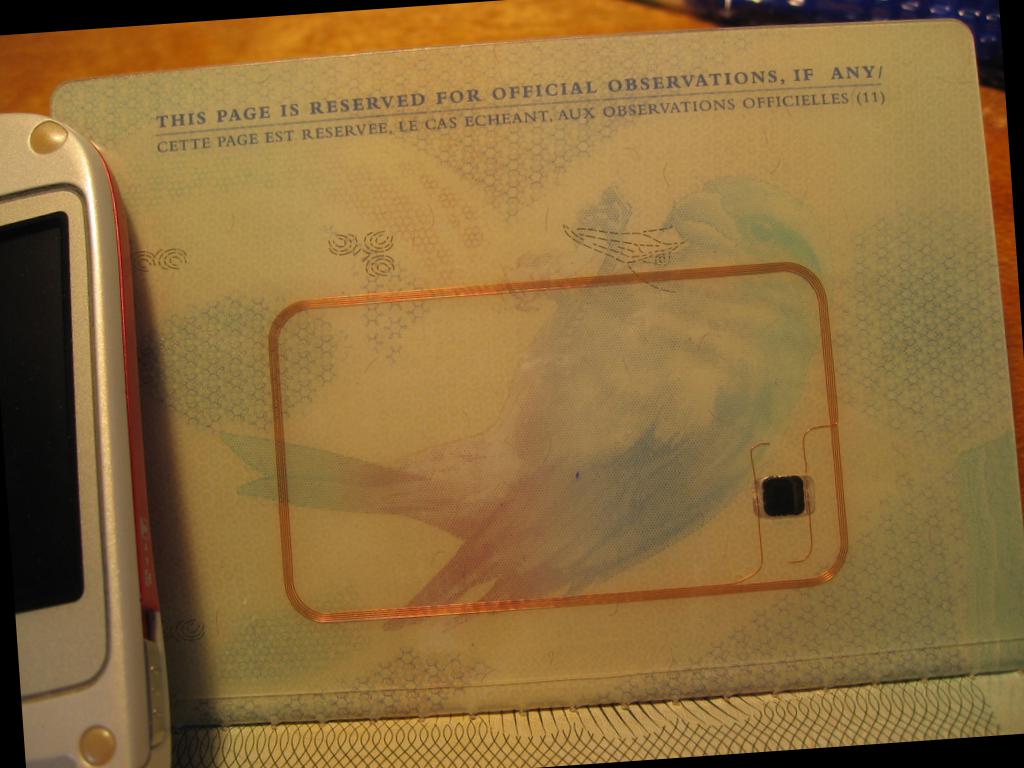 THIS PAGE IS RESERVED FOR OFFICIAL OBSERVATIONS, IF ANY/
CETTE PAGE EST RESERVEE, LE CAS ECHEANT, AUX OBSERVATIONS OFFICIELLES (11)